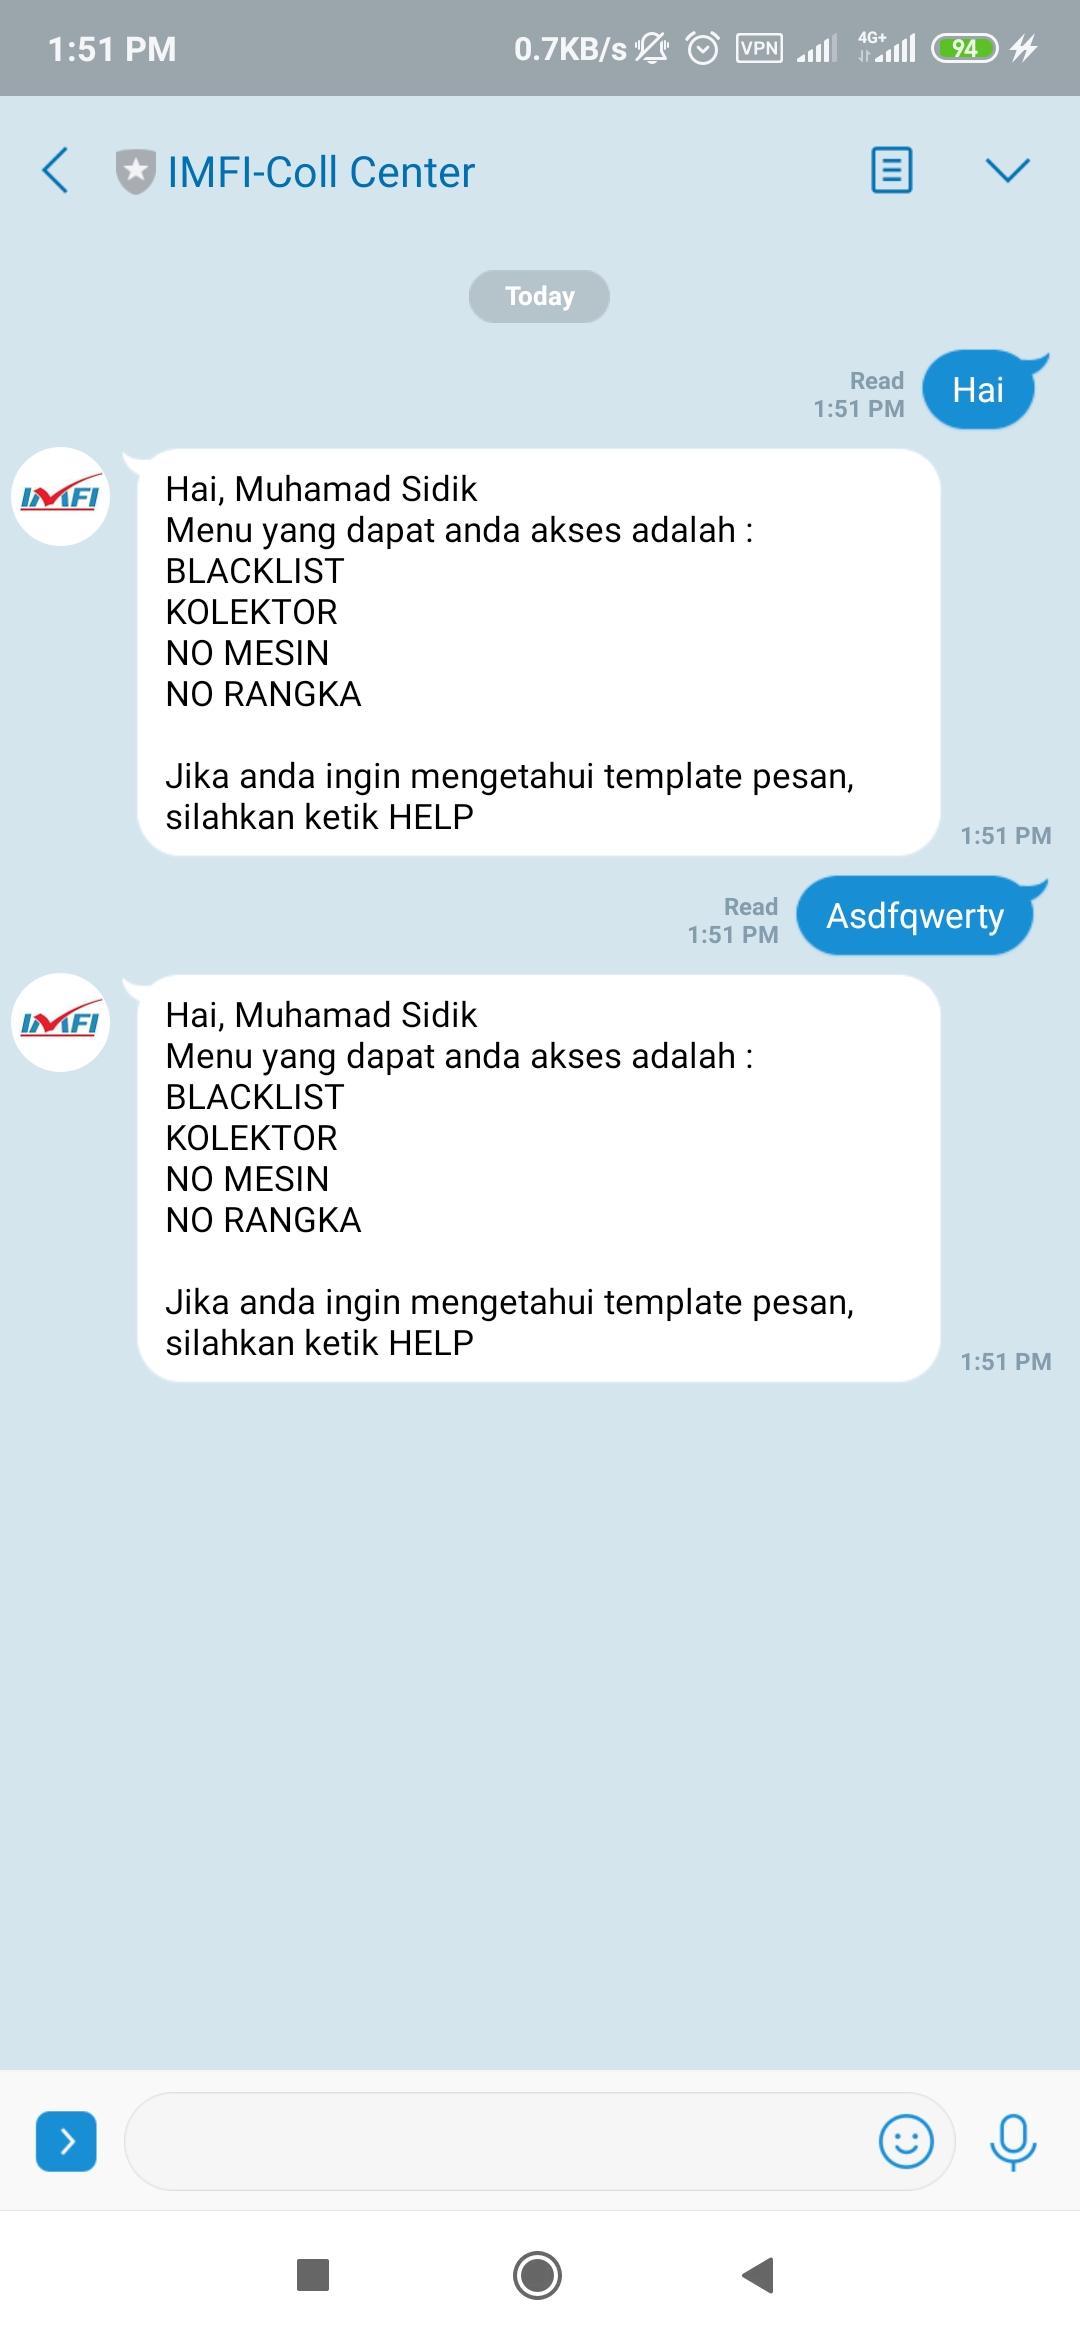 1:51 PM 0.7KB/s VPN 4G+ 94
IMFI-Coll Center
Today
Read
1:51 PM
Hai
IMFI
Hai, Muhamad Sidik
Menu yang dapat anda akses adalah :
BLACKLIST
KOLEKTOR
NO MESIN
NO RANGKA
Jika anda ingin mengetahui template pesan,
silahkan ketik HELP
1:51 PM
Read
1:51 PM
Asdfqwerty
IMFI
Hai, Muhamad Sidik
Menu yang dapat anda akses adalah :
BLACKLIST
KOLEKTOR
NO MESIN
NO RANGKA
Jika anda ingin mengetahui template pesan,
silahkan ketik HELP
1:51 PM